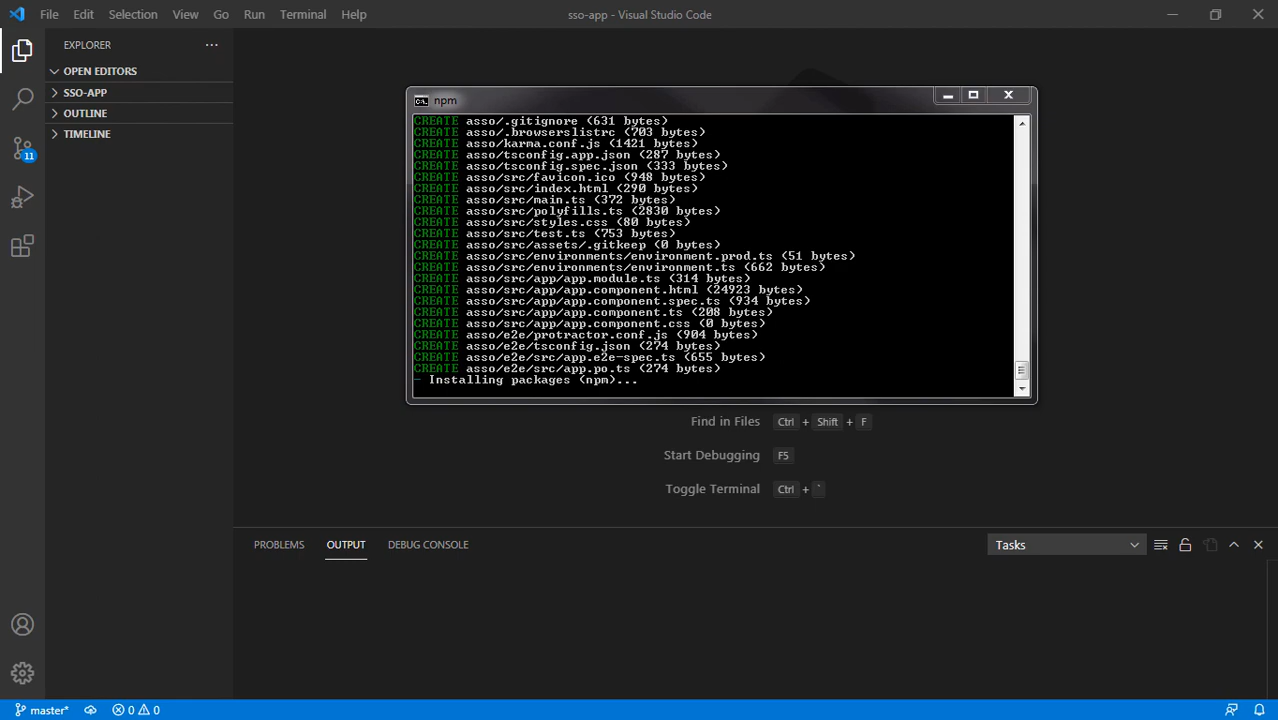 File Edit Selection View Go Run Terminal Help
sso-app - Visual Studio Code
EXPLORER
OPEN EDITORS
SSO-APP
OUTLINE
TIMELINE
11
npm
CREATE asso/.gitignore (631 bytes)
CREATE asso/.browserslistrc (703 bytes)
CREATE asso/karma.conf.js (1421 bytes)
CREATE asso/tsconfig.app.json (287 bytes)
CREATE asso/tsconfig.spec.json (333 bytes)
CREATE asso/src/favicon.ico (948 bytes)
CREATE asso/src/index.html (290 bytes)
CREATE asso/src/main.ts (372 bytes)
CREATE asso/src/polyfills.ts (2830 bytes)
CREATE asso/src/styles.css (80 bytes)
CREATE asso/src/test.ts (753 bytes)
CREATE asso/src/assets/.gitkeep (0 bytes)
CREATE asso/src/environments/environment.prod.ts (51 bytes)
CREATE asso/src/environments/environment.ts (662 bytes)
CREATE asso/src/app/app.module.ts (314 bytes)
CREATE asso/src/app/app.component.html (24923 bytes)
CREATE asso/src/app/app.component.spec.ts (934 bytes)
CREATE asso/src/app/app.component.ts (208 bytes)
CREATE asso/src/app/app.component.css (0 bytes)
CREATE asso/e2e/protractor.conf.js (904 bytes)
CREATE asso/e2e/tsconfig.json (274 bytes)
CREATE asso/e2e/src/app.e2e-spec.ts (655 bytes)
CREATE asso/e2e/src/app.po.ts (274 bytes)
- Installing packages (npm)...
Find in Files Ctrl + Shift + F
Start Debugging F5
Toggle Terminal Ctrl + `
PROBLEMS OUTPUT DEBUG CONSOLE
Tasks
master* 0 0